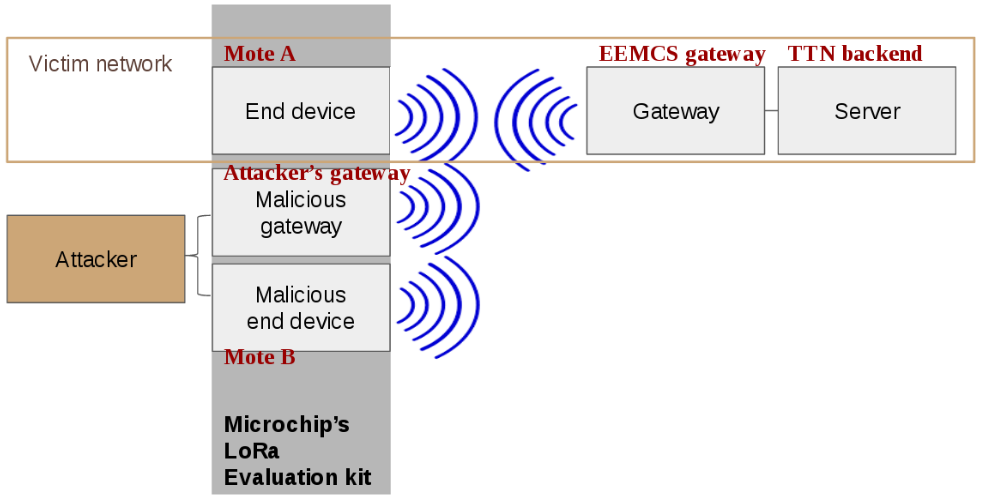 Mote A
EEMCS gateway
TTN backend
Victim network
End device
Gateway
Server
Attacker’s gateway
Malicious
gateway
Attacker
Malicious
end device
Mote B
Microchip’s
LoRa
Evaluation kit